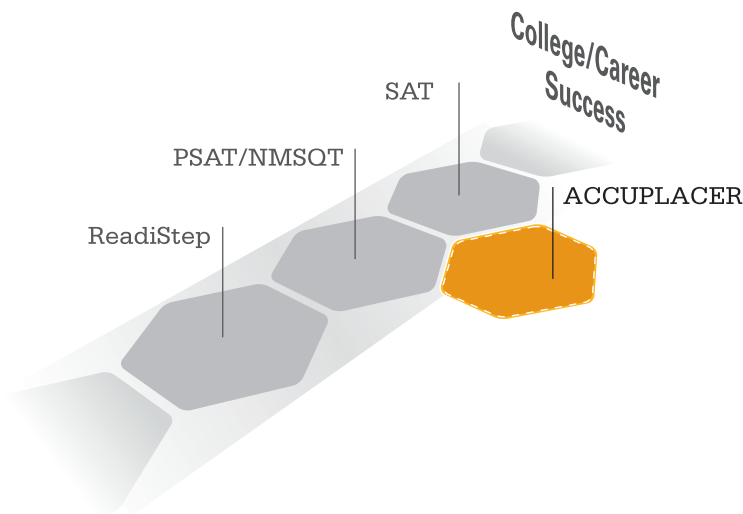 College/Career
Success
SAT
PSAT/NMSQT
ACCUPLACER
ReadiStep